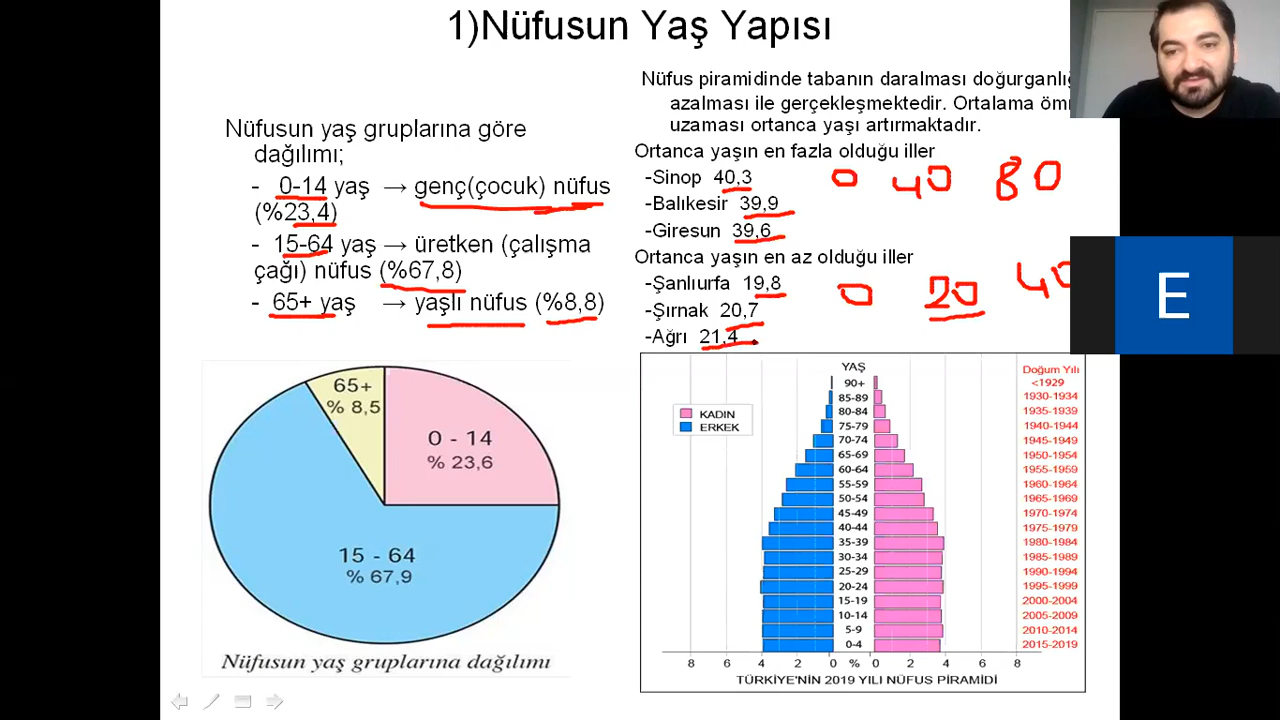 1)Nüfusun Yaş Yapısı
Nüfusun yaş gruplarına göre
dağılımı;
- 0-14 yaş → genç(çocuk) nüfus
(%23,4)
- 15-64 yaş → üretken (çalışma
çağı) nüfus (%67,8)
- 65+ yaş → yaşlı nüfus (%8,8)
Nüfus piramidinde tabanın daralması
azalması ile gerçekleşmektedir. Ortalama
uzaması ortanca yaşı artırmaktadır.
Ortanca yaşın en fazla olduğu iller
-Sinop 40,3
0 40 80
-Balıkesir 39,9
-Giresun 39,6
Ortanca yaşın en az olduğu iller
-Şanlıurfa 19,8
0 20
-Şırnak 20,7
-Ağrı 21,4
E
65+
% 8,5
0 - 14
% 23,6
15 - 64
% 67,9
Nüfusun yaş gruplarına dağılımı
YAŞ
Doğum Yılı
KADIN
ERKEK
90+ <1929
85-89 1930-1934
80-84 1935-1939
75-79 1940-1944
70-74 1945-1949
65-69 1950-1954
60-64 1955-1959
55-59 1960-1964
50-54 1965-1969
45-49 1970-1974
40-44 1975-1979
35-39 1980-1984
30-34 1985-1989
25-29 1990-1994
20-24 1995-1999
15-19 2000-2004
10-14 2005-2009
5-9 2010-2014
0-4 2015-2019
8 6 4 2 0 % 0 2 4 6 8
TÜRKİYE'NİN 2019 YILI NÜFUS PİRAMİDİ